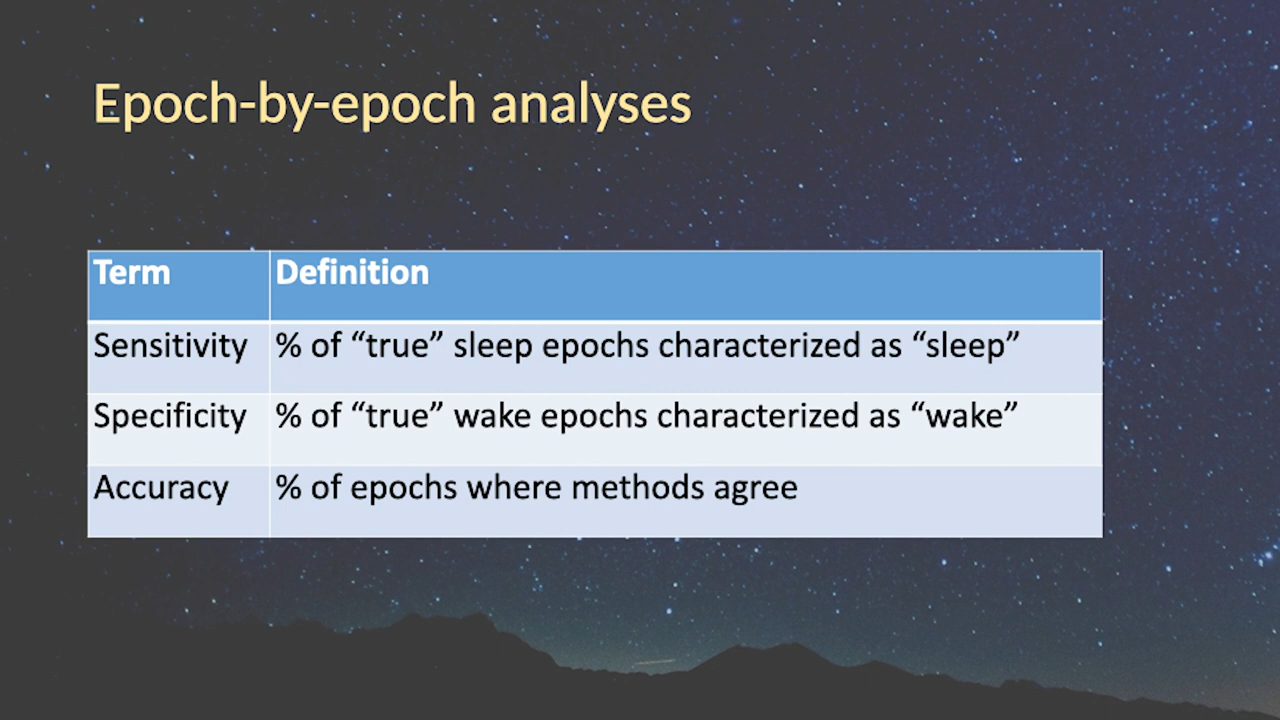 Epoch-by-epoch analyses
Term Definition
Sensitivity % of “true” sleep epochs characterized as “sleep”
Specificity % of “true” wake epochs characterized as “wake”
Accuracy % of epochs where methods agree